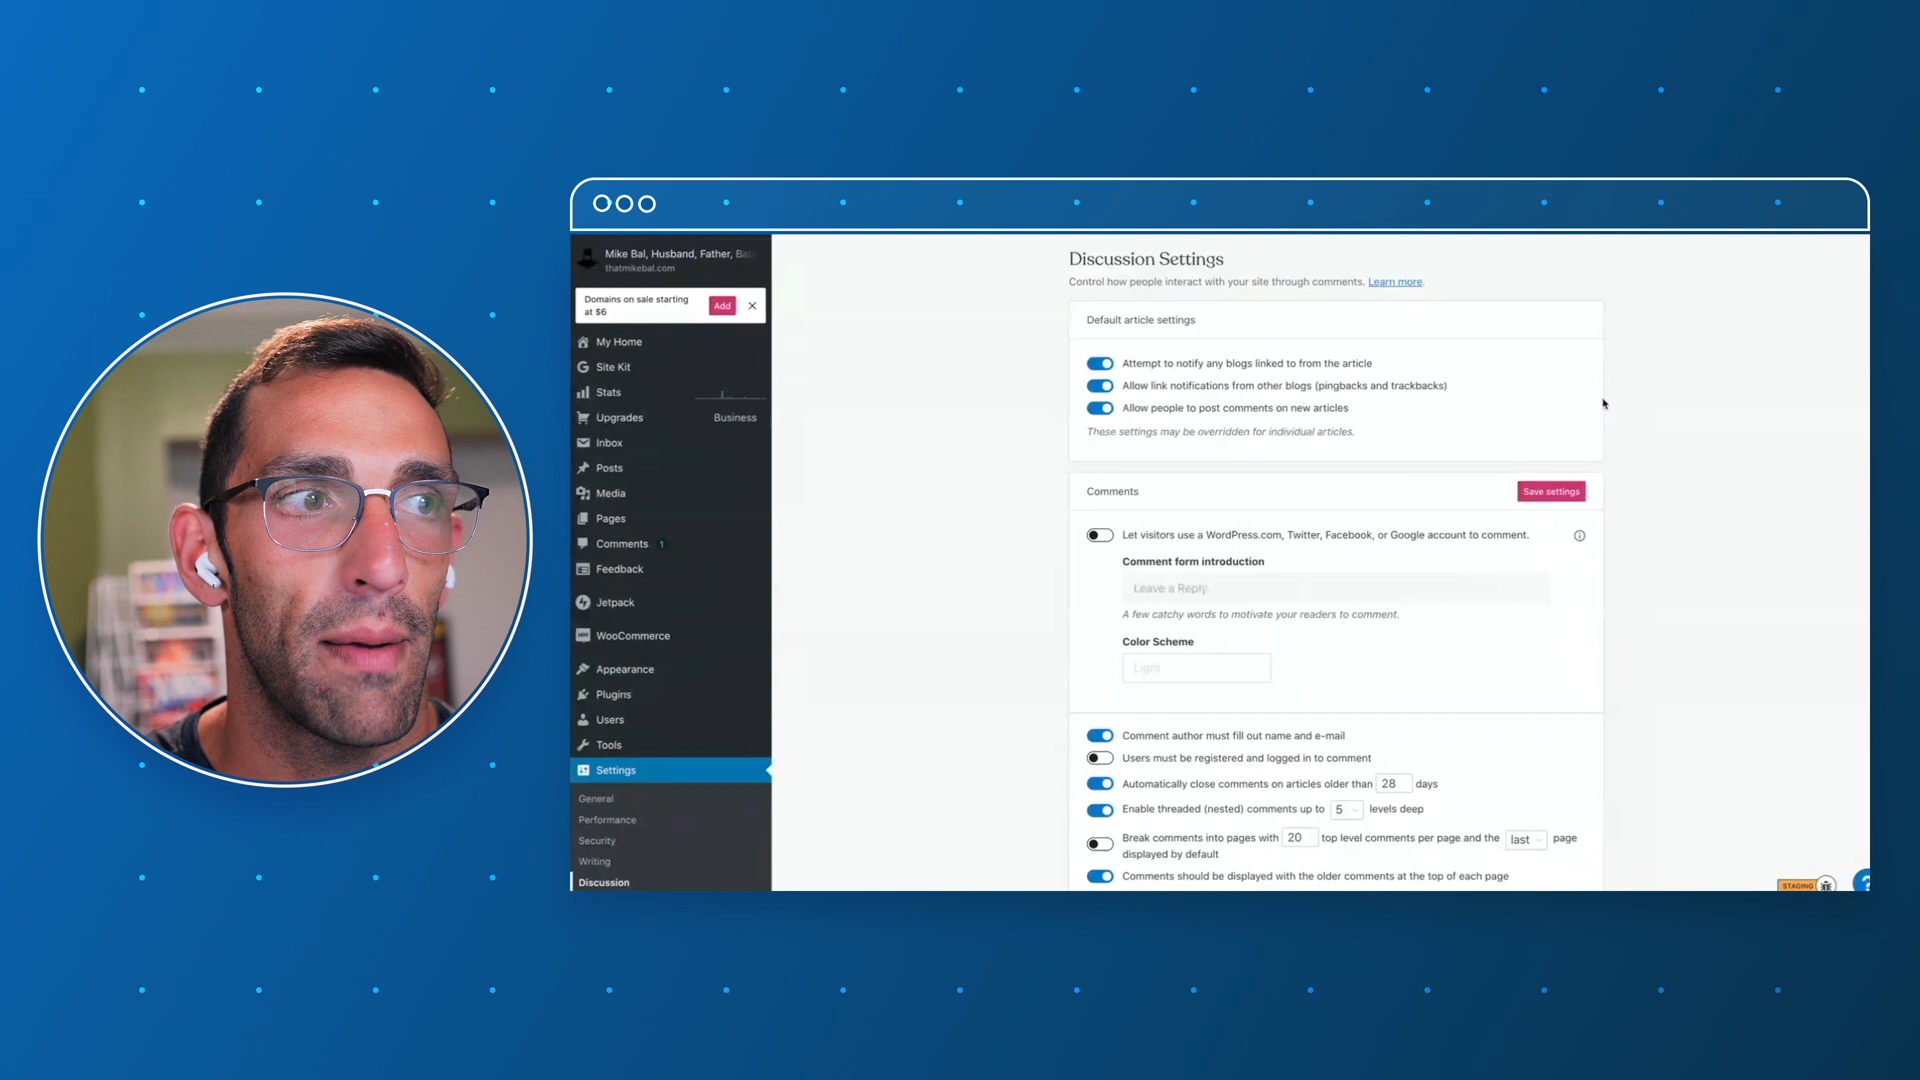 Mike Bal, Husband, Father, Ba
thatmikebal.com
Domains on sale starting
at $6
Add
My Home
Site Kit
Stats
Upgrades
Business
Inbox
Posts
Media
Pages
Comments 1
Feedback
Jetpack
WooCommerce
Appearance
Plugins
Users
Tools
Settings
General
Performance
Security
Writing
Discussion
Discussion Settings
Control how people interact with your site through comments. Learn more.
Default article settings
Attempt to notify any blogs linked to from the article
Allow link notifications from other blogs (pingbacks and trackbacks)
Allow people to post comments on new articles
These settings may be overridden for individual articles.
Comments
Save settings
Let visitors use a WordPress.com, Twitter, Facebook, or Google account to comment.
Comment form introduction
Leave a Reply
A few catchy words to motivate your readers to comment.
Color Scheme
Light
Comment author must fill out name and e-mail
Users must be registered and logged in to comment
Automatically close comments on articles older than 28 days
Enable threaded (nested) comments up to 5 levels deep
Break comments into pages with 20 top level comments per page and the last page
displayed by default
Comments should be displayed with the older comments at the top of each page
STAGING
?